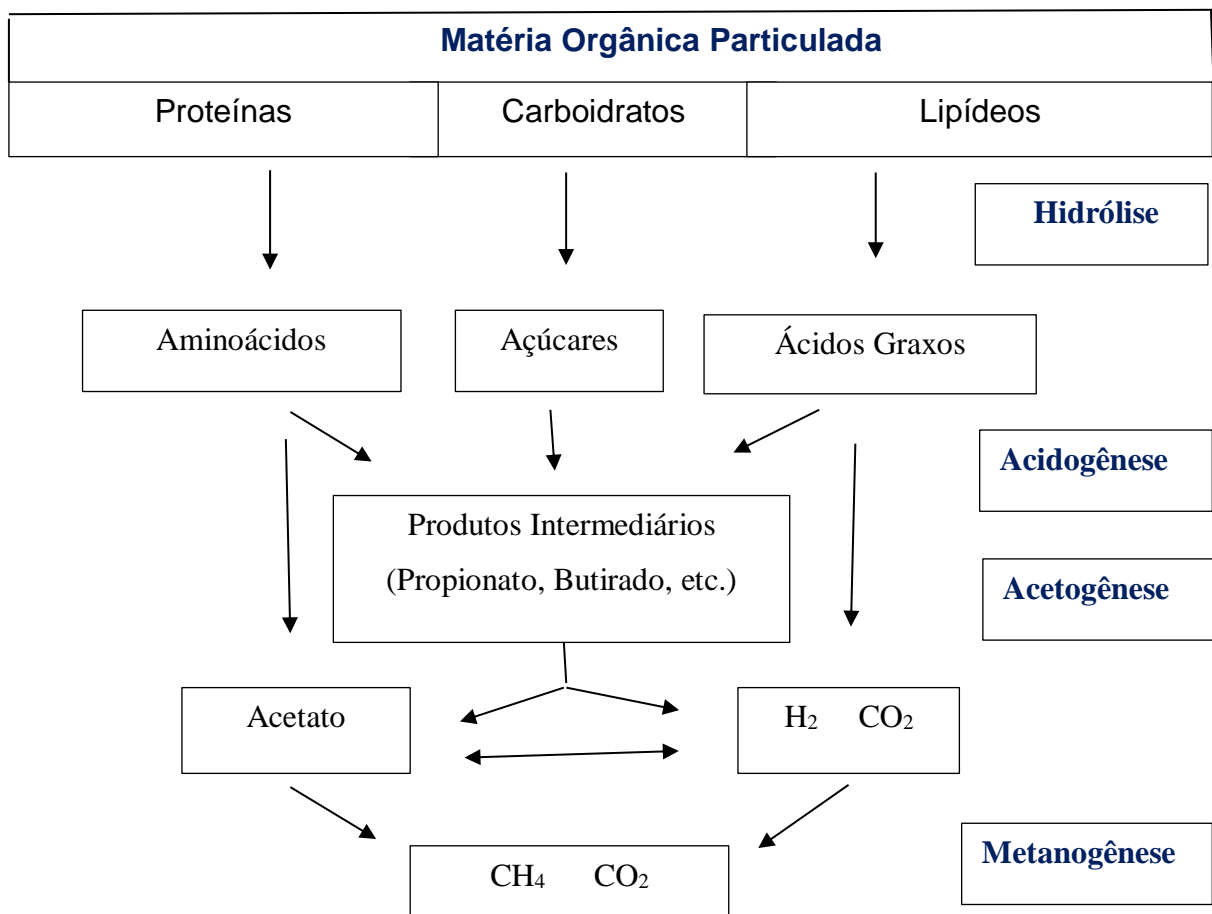 Matéria Orgânica Particulada
Proteínas Carboidratos Lipídeos
Hidrólise
Aminoácidos Açúcares Ácidos Graxos
Acidogênese
Produtos Intermediários
(Propionato, Butirado, etc.)
Acetogênese
Acetato H₂ CO₂
Metanogênese
CH₄ CO₂